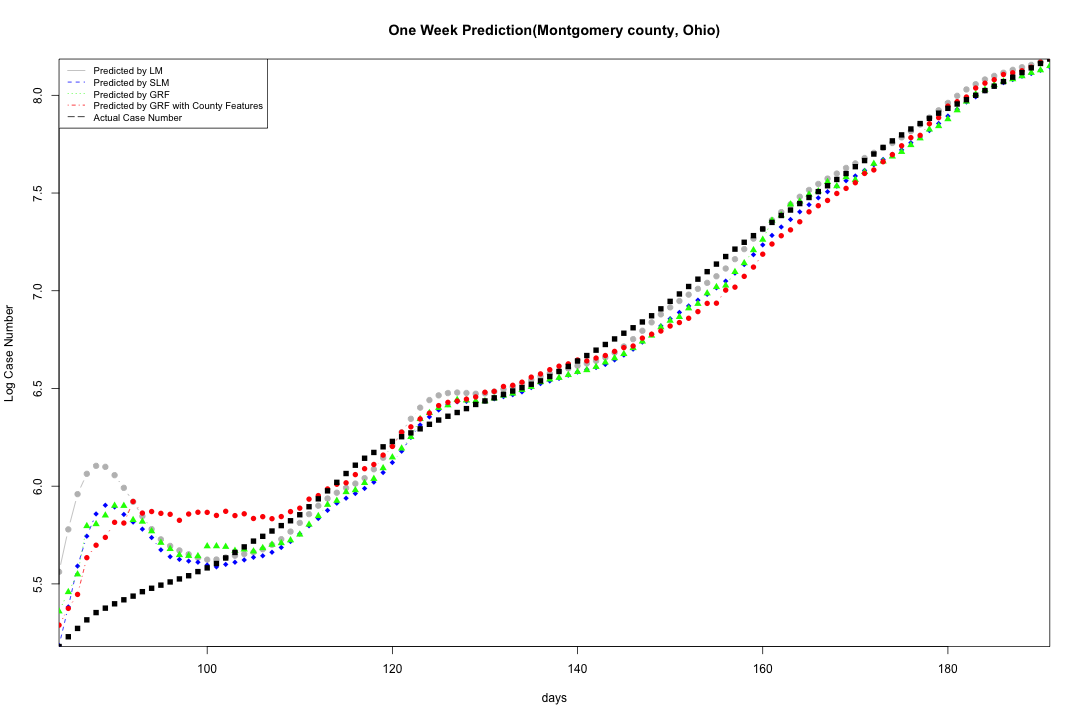 One Week Prediction(Montgomery county, Ohio)
Predicted by LM
Predicted by SLM
Predicted by GRF
Predicted by GRF with County Features
Actual Case Number
8.0
7.5
7.0
6.5
6.0
5.5
Log Case Number
100 120 140 160 180
days